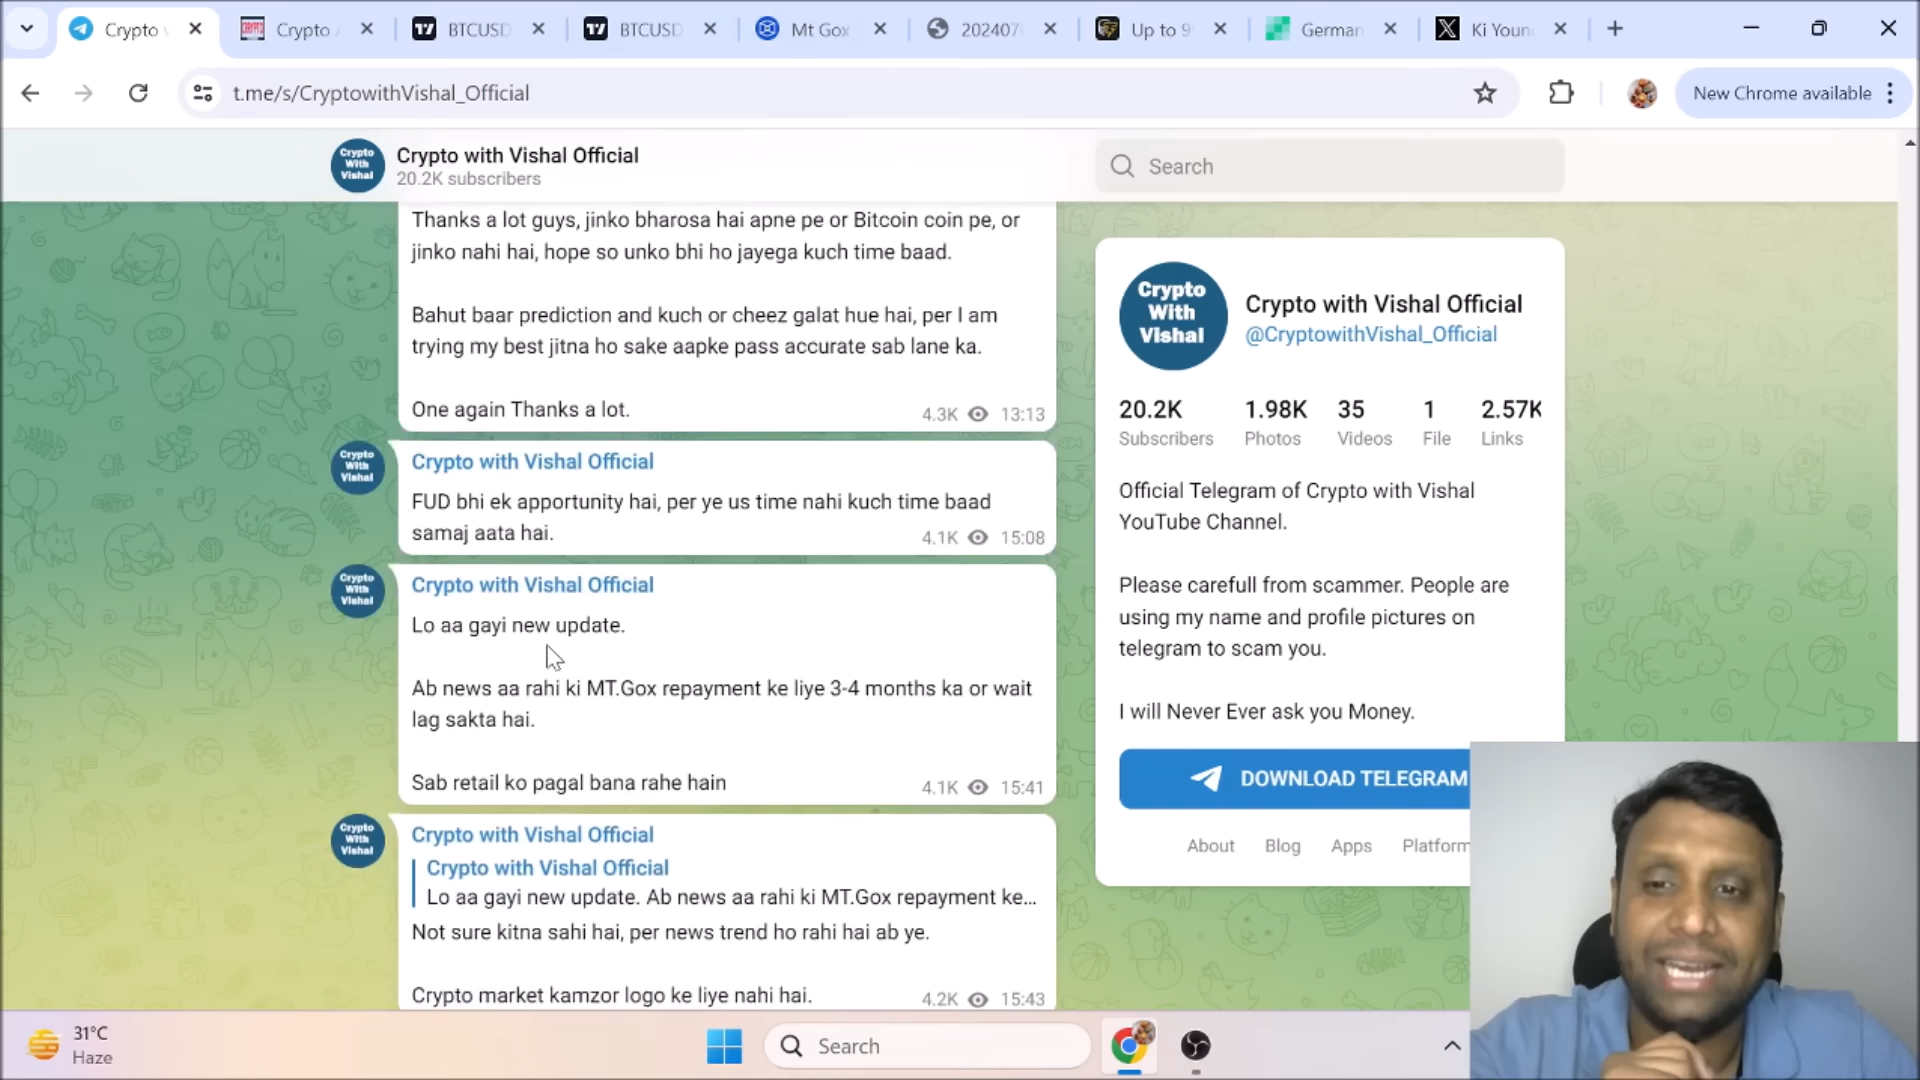 Crypto
Crypto
BTCUSD
BTCUSD
Mt Gox
202407
Up to 9
German
Ki Youn
t.me/s/CryptowithVishal_Official
New Chrome available
Crypto
With
Vishal
Crypto with Vishal Official
20.2K subscribers
Search
Thanks a lot guys, jinko bharosa hai apne pe or Bitcoin coin pe, or
jinko nahi hai, hope so unko bhi ho jayega kuch time baad.
Bahut baar prediction and kuch or cheez galat hue hai, per I am
trying my best jitna ho sake aapke pass accurate sab lane ka.
One again Thanks a lot.
4.3K 13:13
Crypto
With
Vishal
Crypto with Vishal Official
FUD bhi ek apportunity hai, per ye us time nahi kuch time baad
samaj aata hai.
4.1K 15:08
Crypto
With
Vishal
Crypto with Vishal Official
Lo aa gayi new update.
Ab news aa rahi ki MT.Gox repayment ke liye 3-4 months ka or wait
lag sakta hai.
Sab retail ko pagal bana rahe hain
4.1K 15:41
Crypto
With
Vishal
Crypto with Vishal Official
Crypto with Vishal Official
Lo aa gayi new update. Ab news aa rahi ki MT.Gox repayment ke...
Not sure kitna sahi hai, per news trend ho rahi hai ab ye.
Crypto market kamzor logo ke liye nahi hai.
4.2K 15:43
Crypto
With
Vishal
Crypto with Vishal Official
@CryptowithVishal_Official
20.2K 1.98K 35 1 2.57K
Subscribers Photos Videos File Links
Official Telegram of Crypto with Vishal
YouTube Channel.
Please carefull from scammer. People are
using my name and profile pictures on
telegram to scam you.
I will Never Ever ask you Money.
DOWNLOAD TELEGRAM
About Blog Apps Platform
31°C
Haze
Search